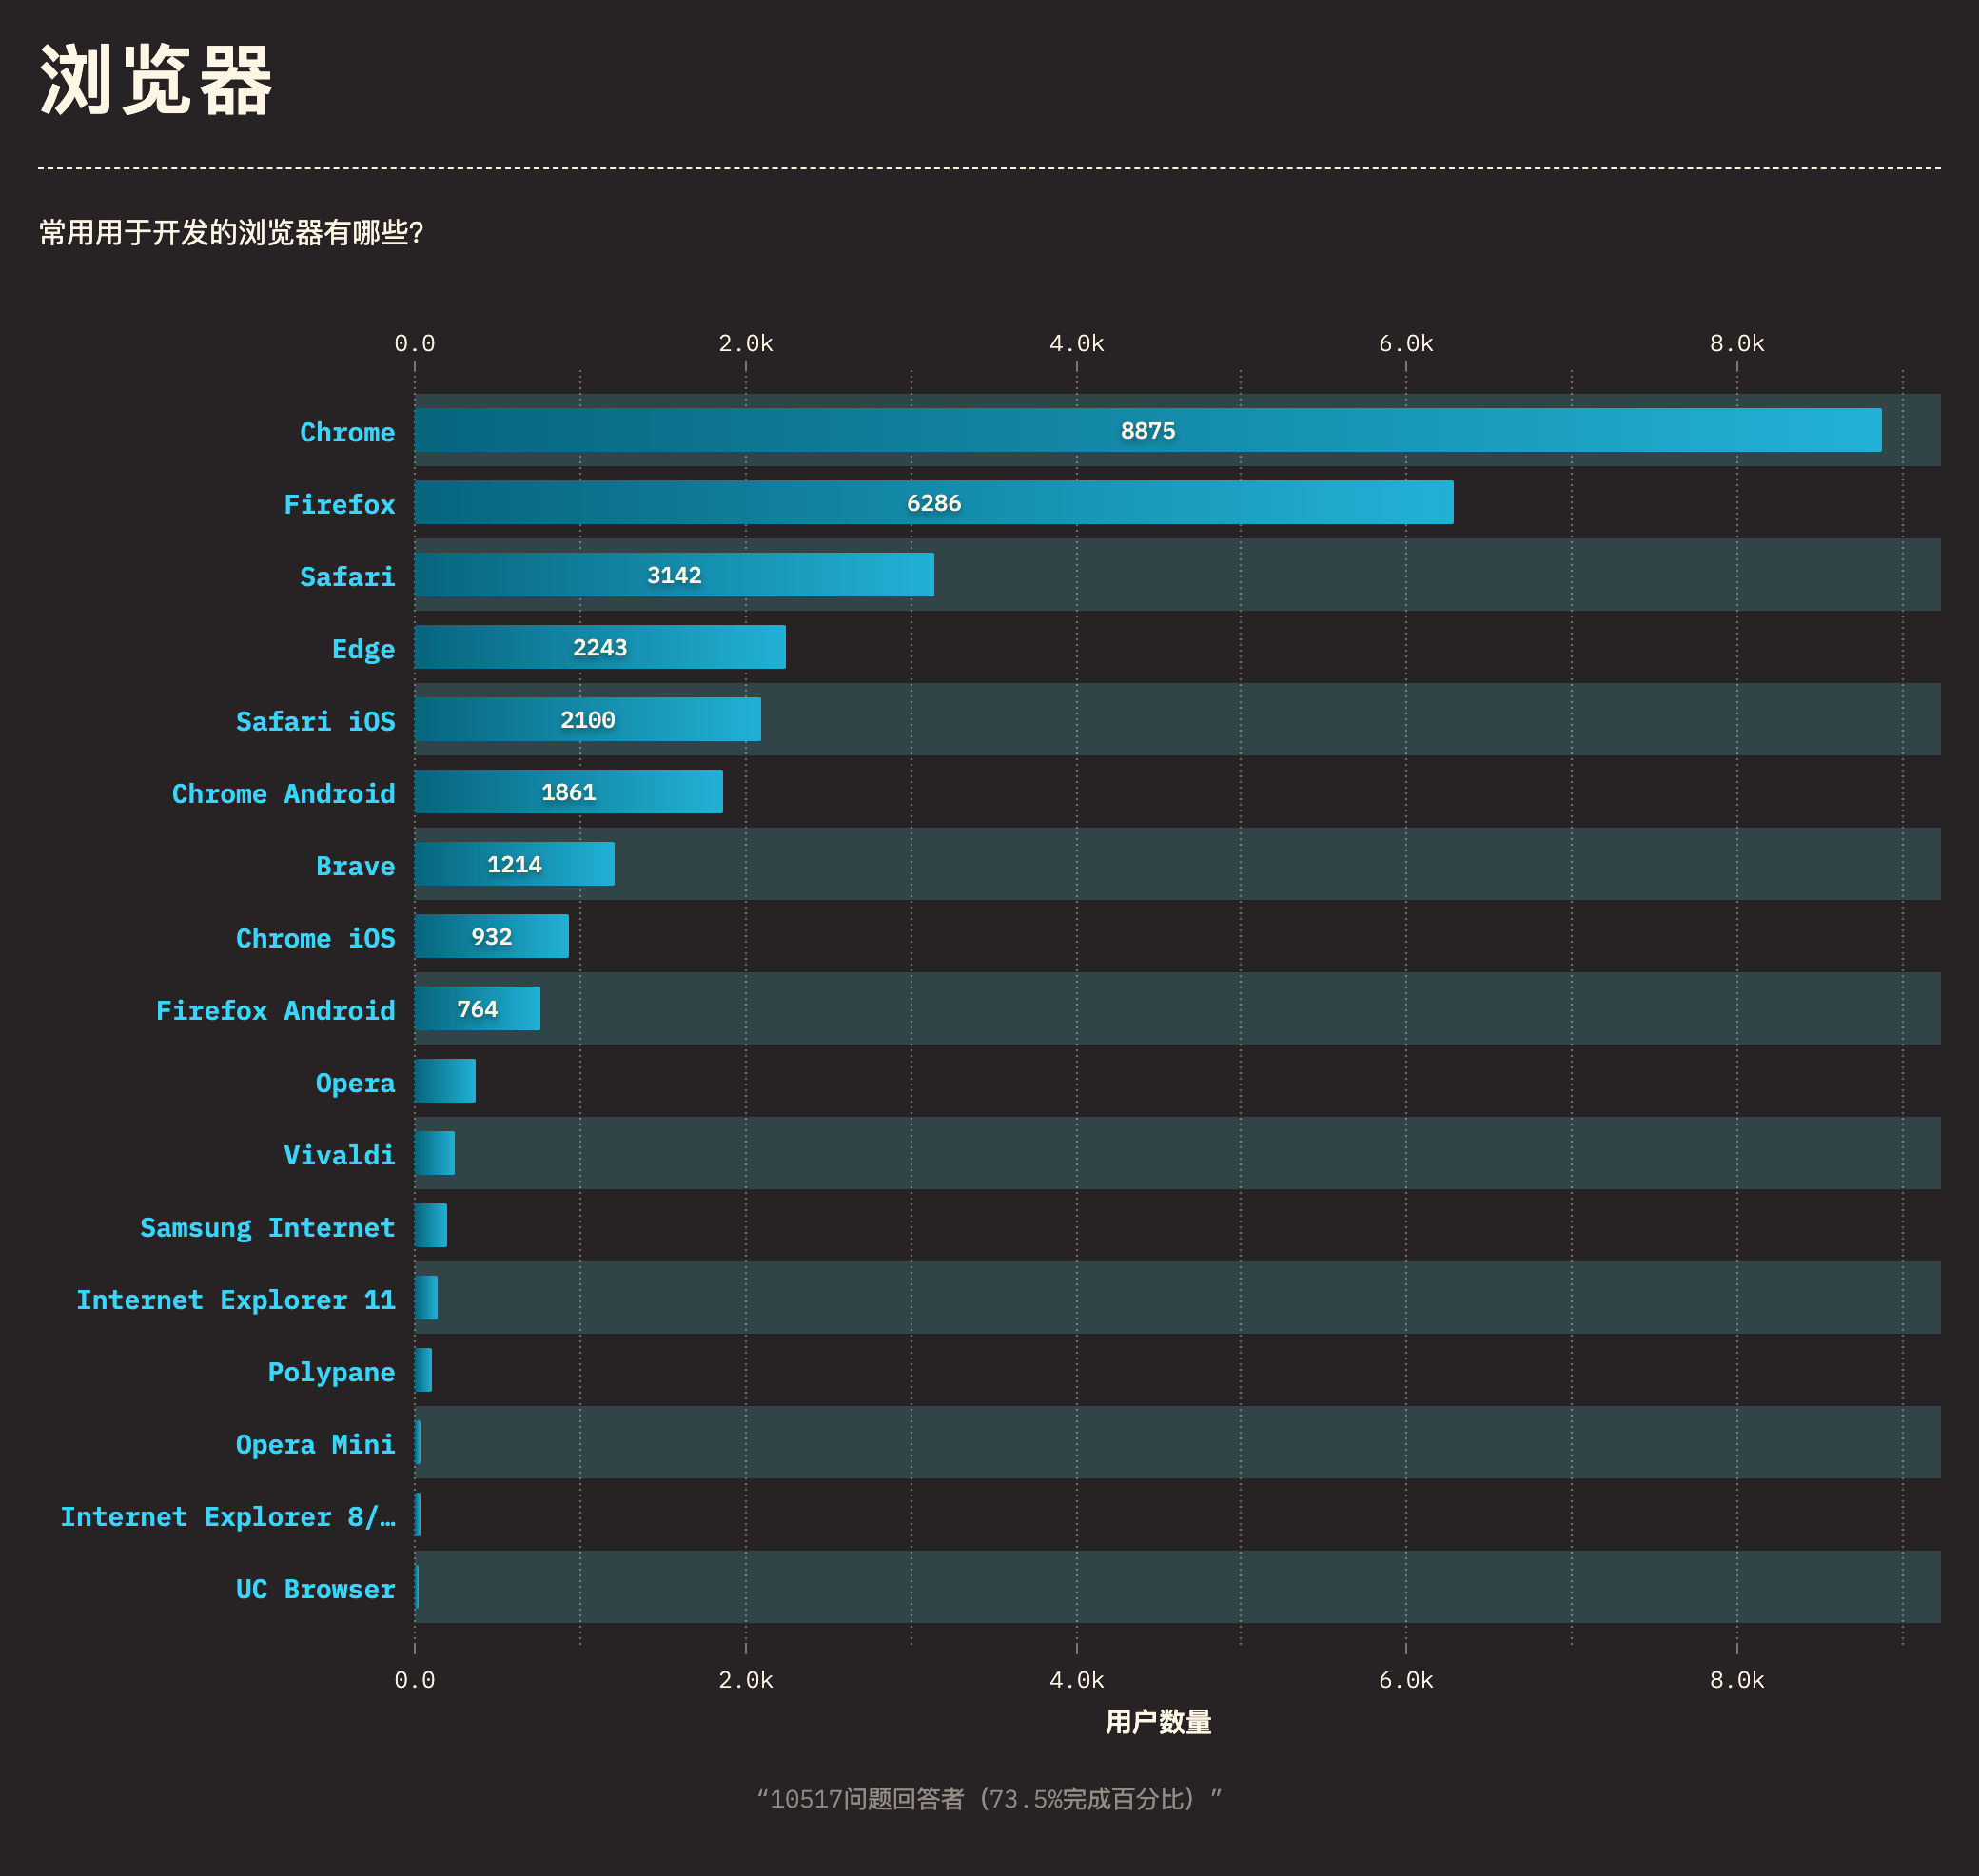 浏览器
常用用于开发的浏览器有哪些?
0.0 2.0k 4.0k 6.0k 8.0k
Chrome 8875
Firefox 6286
Safari 3142
Edge 2243
Safari iOS 2100
Chrome Android 1861
Brave 1214
Chrome iOS 932
Firefox Android 764
Opera
Vivaldi
Samsung Internet
Internet Explorer 11
Polypane
Opera Mini
Internet Explorer 8/…
UC Browser
0.0 2.0k 4.0k 6.0k 8.0k
用户数量
“10517问题回答者（73.5%完成百分比）”